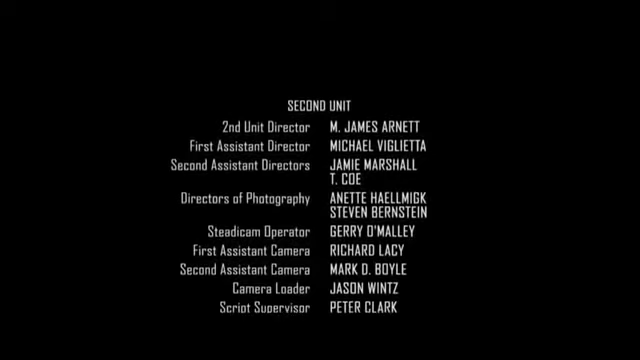 SECOND UNIT
2nd Unit Director M. JAMES ARNETT
First Assistant Director MICHAEL VIGLIETTA
Second Assistant Directors JAMIE MARSHALL
T. COE
Directors of Photography ANETTE HAELLMIGK
STEVEN BERNSTEIN
Steadicam Operator GERRY O'MALLEY
First Assistant Camera RICHARD LACY
Second Assistant Camera MARK D. BOYLE
Camera Loader JASON WINTZ
Script Supervisor PETER CLARK